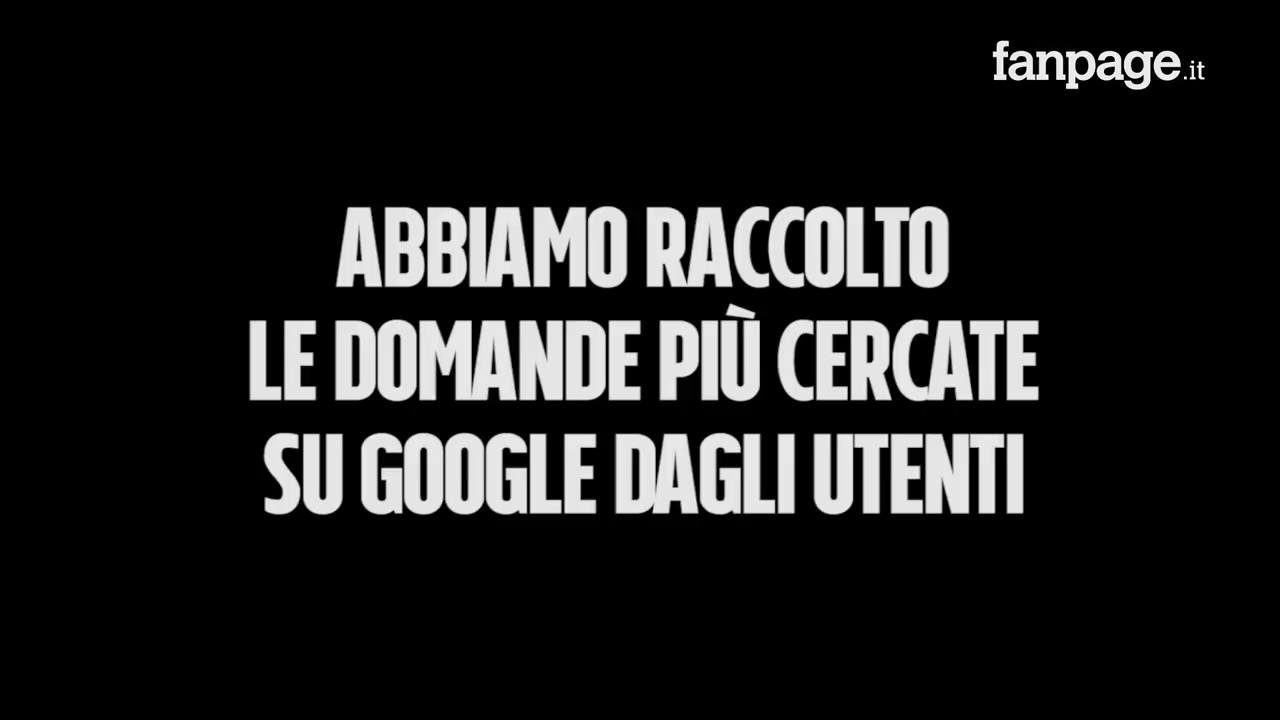 fanpage.it
ABBIAMO RACCOLTO
LE DOMANDE PIÙ CERCATE
SU GOOGLE DAGLI UTENTI